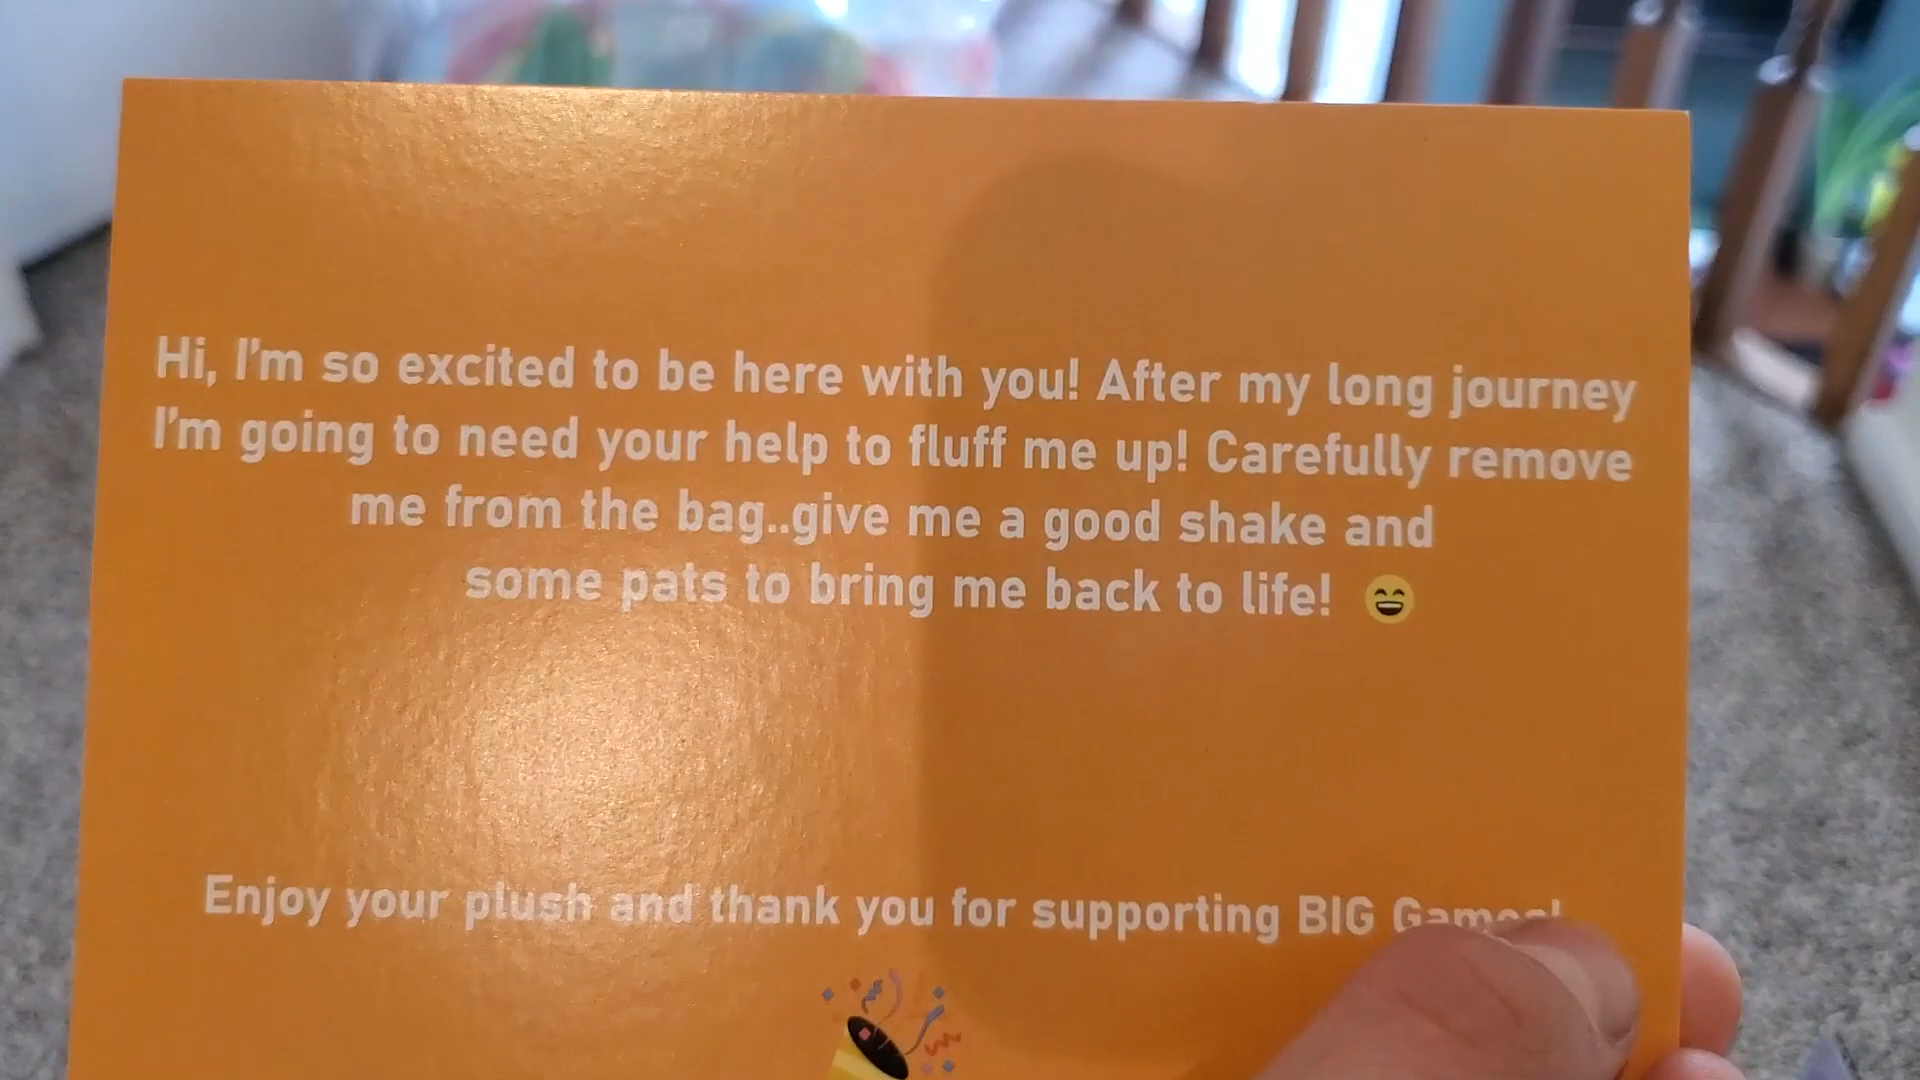 Hi, I'm so excited to be here with you! After my long journey
I'm going to need your help to fluff me up! Carefully remove
me from the bag..give me a good shake and
some pats to bring me back to life! 😄
Enjoy your plush and thank you for supporting BIG Games!